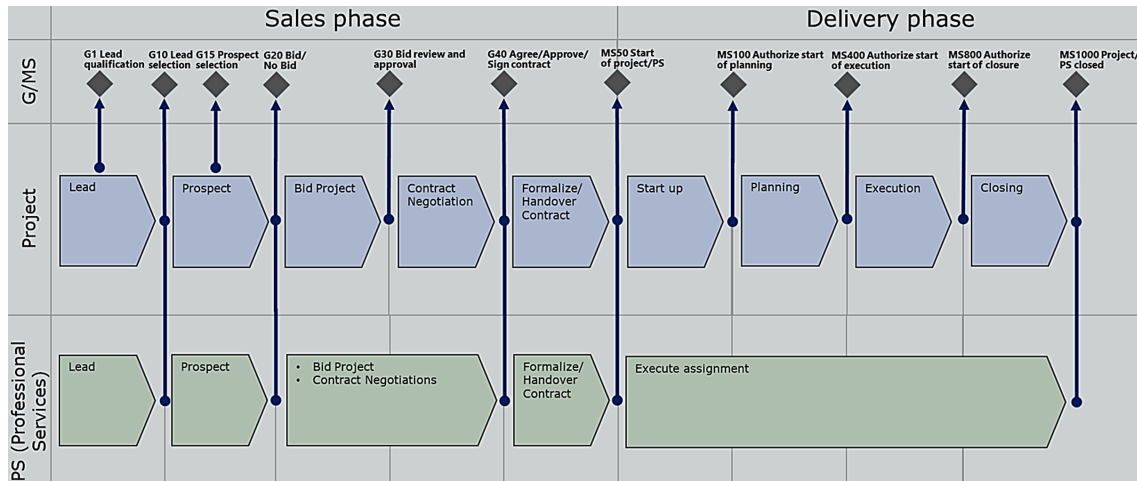 Sales phase
Delivery phase
G/MS
G1 Lead
qualification
G10 Lead
selection
G15 Prospect
selection
G20 Bid/
No Bid
G30 Bid review and
approval
G40 Agree/Approve/
Sign contract
MS50 Start
of project/PS
MS100 Authorize start
of planning
MS400 Authorize start
of execution
MS800 Authorize
start of closure
MS1000 Project/
PS closed
Project
Lead
Prospect
Bid Project
Contract
Negotiation
Formalize/
Handover
Contract
Start up
Planning
Execution
Closing
PS (Professional
Services)
Lead
Prospect
• Bid Project
• Contract Negotiations
Formalize/
Handover
Contract
Execute assignment